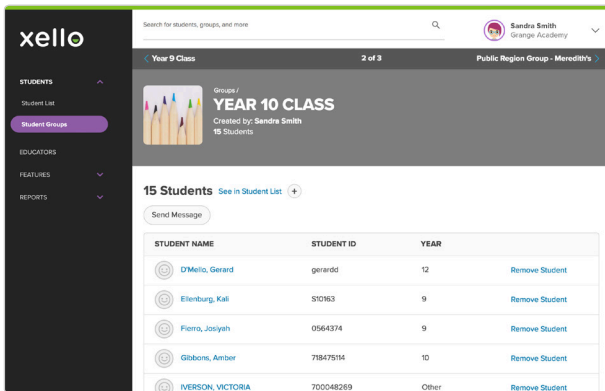 xello
Search for students, groups, and more
Sandra Smith
Grange Academy
Year 9 Class
2 of 3
Public Region Group - Meredith's
STUDENTS
Student List
Student Groups
EDUCATORS
FEATURES
REPORTS
Groups /
YEAR 10 CLASS
Created by: Sandra Smith
15 Students
15 Students See in Student List +
Send Message
STUDENT NAME STUDENT ID YEAR
D'Mello, Gerard gerardd 12 Remove Student
Ellenburg, Kali S10163 9 Remove Student
Fierro, Josiyah 0564374 9 Remove Student
Gibbons, Amber 718475114 10 Remove Student
IVERSON, VICTORIA 700048269 Other Remove Student